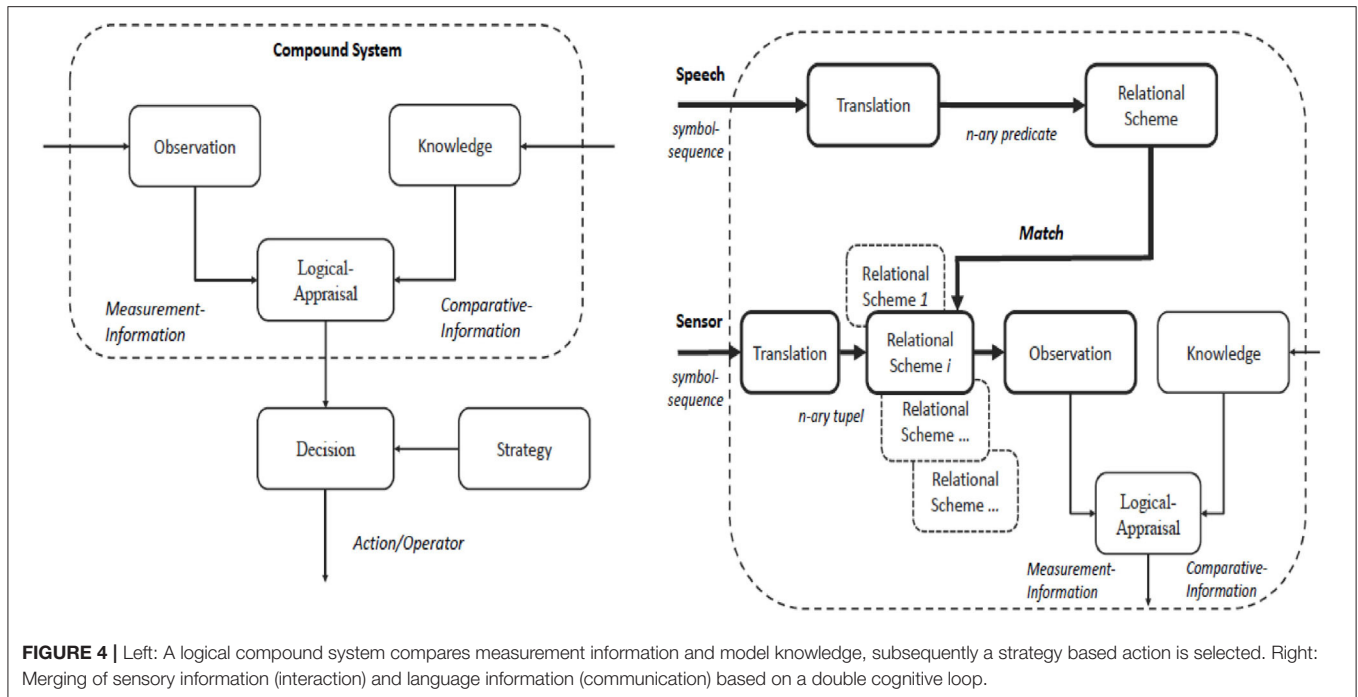 Compound System
Observation
Knowledge
Logical-
Appraisal
Measurement-
Information
Comparative-
Information
Decision
Strategy
Action/Operator
Speech
symbol-
sequence
Translation
n-ary predicate
Relational
Scheme
Match
Relational
Scheme 1
Sensor
symbol-
sequence
Translation
n-ary tupel
Relational
Scheme i
Observation
Knowledge
Relational
Scheme ...
Relational
Scheme ...
Logical-
Appraisal
Measurement-
Information
Comparative-
Information
FIGURE 4 | Left: A logical compound system compares measurement information and model knowledge, subsequently a strategy based action is selected. Right:
Merging of sensory information (interaction) and language information (communication) based on a double cognitive loop.